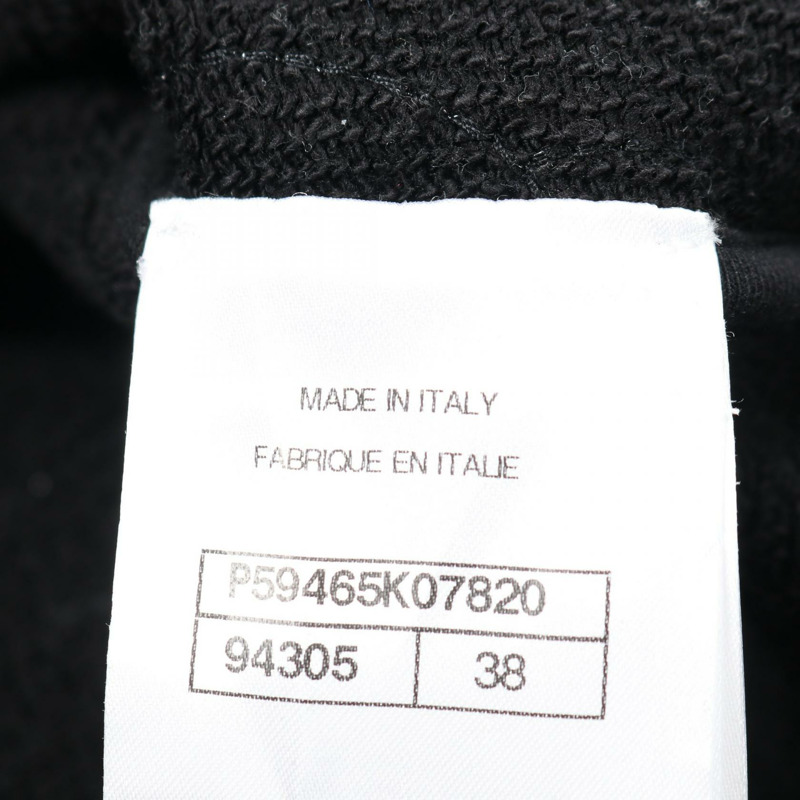 MADE IN ITALY
FABRIQUE EN ITALIE
P59465K07820
94305 38